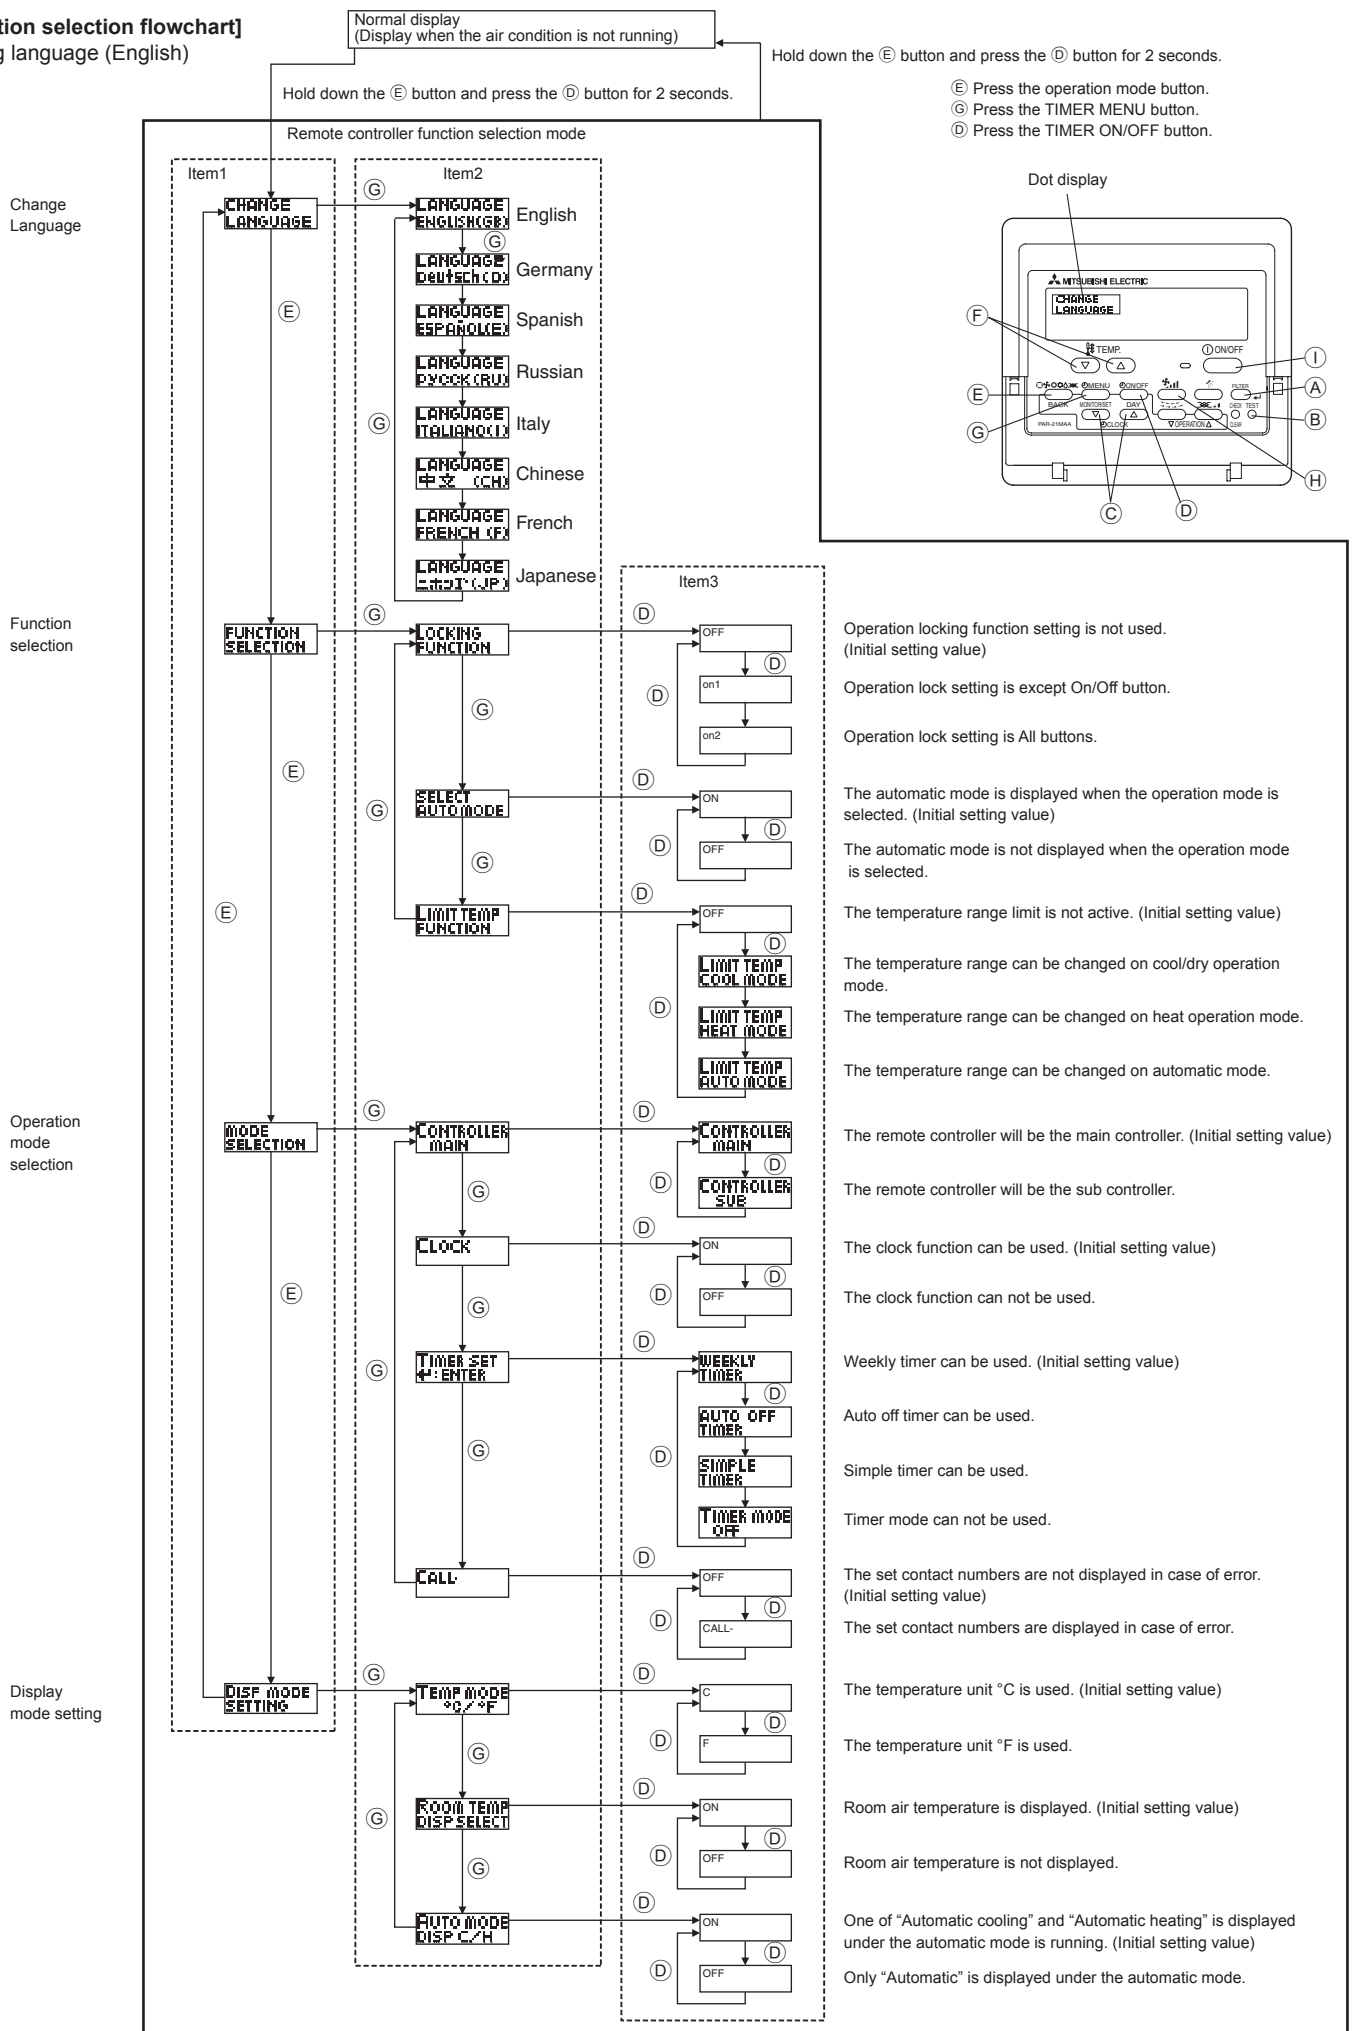 tion selection flowchart]
g language (English)
Normal display
(Display when the air condition is not running)
Hold down the Ⓔ button and press the Ⓓ button for 2 seconds.
Hold down the Ⓔ button and press the Ⓓ button for 2 seconds.
Ⓔ Press the operation mode button.
Ⓖ Press the TIMER MENU button.
Ⓓ Press the TIMER ON/OFF button.
Remote controller function selection mode
Item1
Item2
Dot display
MITSUBISHI ELECTRIC
CHANGE
LANGUAGE
Ⓕ
TEMP.
ON/OFF
Ⓘ
Ⓔ
MENU
ON/OFF
FILTER
Ⓐ
BACK
MONITOR/SET
DAY
CHECK
TEST
Ⓑ
Ⓖ
PAR-21MAA
CLOCK
▽OPERATION△
CLEAR
Ⓗ
Ⓒ
Ⓓ
Change
Language
CHANGE
LANGUAGE
Ⓖ
LANGUAGE
ENGLISH(GB)
English
Ⓖ
LANGUAGE
Deutsch(D)
Germany
Ⓔ
LANGUAGE
ESPAÑOL(E)
Spanish
LANGUAGE
РУССК(RU)
Russian
Ⓖ
LANGUAGE
ITALIANO(I)
Italy
LANGUAGE
中文 (CH)
Chinese
LANGUAGE
FRENCH (F)
French
LANGUAGE
ニホンゴ(JP)
Japanese
Item3
Function
selection
FUNCTION
SELECTION
Ⓖ
LOCKING
FUNCTION
Ⓓ
OFF
Operation locking function setting is not used.
(Initial setting value)
Ⓓ
Ⓓ
on1
Operation lock setting is except On/Off button.
Ⓖ
on2
Operation lock setting is All buttons.
Ⓔ
Ⓖ
SELECT
AUTO MODE
Ⓓ
ON
The automatic mode is displayed when the operation mode is
selected. (Initial setting value)
Ⓓ
Ⓓ
OFF
The automatic mode is not displayed when the operation mode
is selected.
Ⓖ
Ⓔ
LIMIT TEMP
FUNCTION
Ⓓ
OFF
The temperature range limit is not active. (Initial setting value)
Ⓓ
LIMIT TEMP
COOL MODE
The temperature range can be changed on cool/dry operation
mode.
Ⓓ
LIMIT TEMP
HEAT MODE
The temperature range can be changed on heat operation mode.
LIMIT TEMP
AUTO MODE
The temperature range can be changed on automatic mode.
Operation
mode
selection
MODE
SELECTION
Ⓖ
CONTROLLER
MAIN
Ⓓ
CONTROLLER
MAIN
The remote controller will be the main controller. (Initial setting value)
Ⓓ
Ⓓ
CONTROLLER
SUB
The remote controller will be the sub controller.
Ⓖ
CLOCK
Ⓓ
ON
The clock function can be used. (Initial setting value)
Ⓓ
Ⓓ
OFF
The clock function can not be used.
Ⓔ
Ⓖ
Ⓖ
TIMER SET
↵:ENTER
Ⓓ
WEEKLY
TIMER
Weekly timer can be used. (Initial setting value)
Ⓓ
AUTO OFF
TIMER
Auto off timer can be used.
Ⓖ
Ⓓ
SIMPLE
TIMER
Simple timer can be used.
TIMER MODE
OFF
Timer mode can not be used.
CALL-
Ⓓ
OFF
The set contact numbers are not displayed in case of error.
(Initial setting value)
Ⓓ
Ⓓ
CALL-
The set contact numbers are displayed in case of error.
Display
mode setting
DISP MODE
SETTING
Ⓖ
TEMP MODE
°C/°F
Ⓓ
C
The temperature unit °C is used. (Initial setting value)
Ⓓ
Ⓓ
F
The temperature unit °F is used.
Ⓖ
Ⓖ
ROOM TEMP
DISP SELECT
Ⓓ
ON
Room air temperature is displayed. (Initial setting value)
Ⓓ
Ⓓ
OFF
Room air temperature is not displayed.
Ⓖ
AUTO MODE
DISP C/H
Ⓓ
ON
One of “Automatic cooling” and “Automatic heating” is displayed
under the automatic mode is running. (Initial setting value)
Ⓓ
Ⓓ
OFF
Only “Automatic” is displayed under the automatic mode.